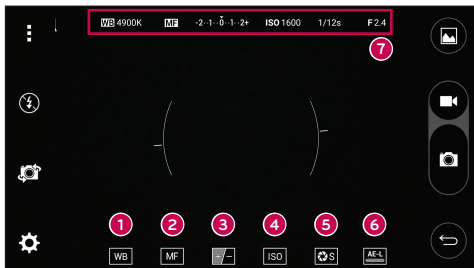 WB 4900K MF -2··1··0··1··2+ ISO 1600 1/12s F 2.4
7
1 2 3 4 5 6
WB MF +/- ISO S AE-L